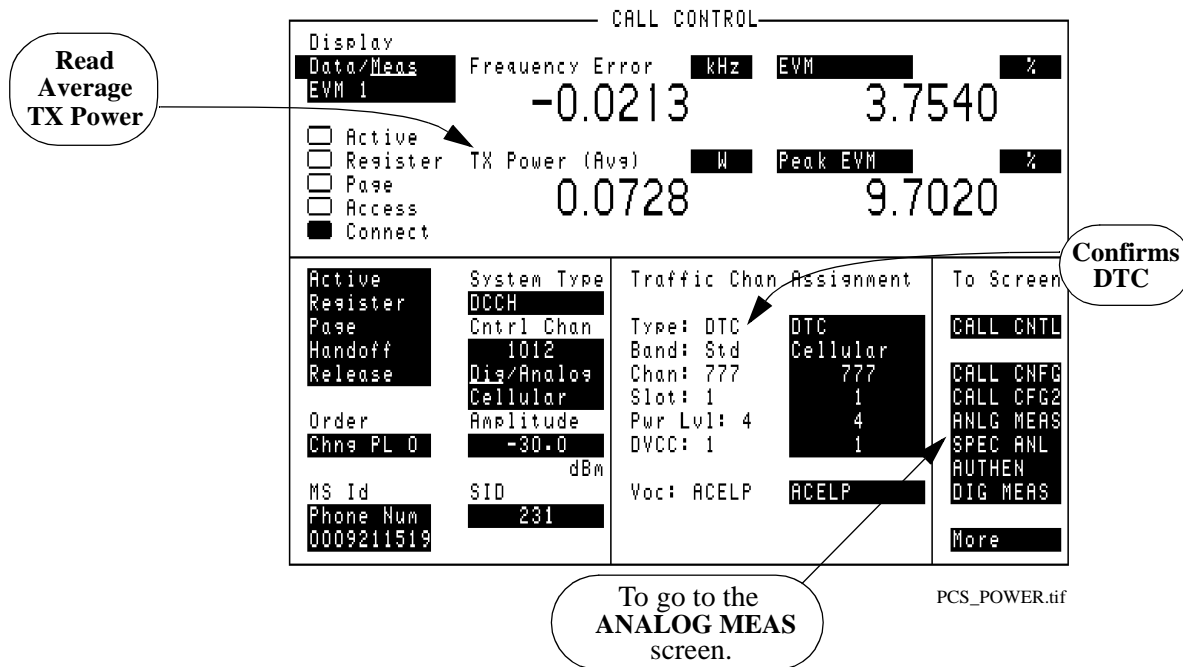 CALL CONTROL
Read
Average
TX Power
Display
Data/Meas
EVM 1
Frequency Error
kHz
-0.0213
EVM
%
3.7540
TX Power (Avg)
W
0.0728
Peak EVM
%
9.7020
Active
Register
Page
Access
Connect
Confirms
DTC
Active
Register
Page
Handoff
Release
Order
Chng PL 0
MS Id
Phone Num
0009211519
System Type
DCCH
Cntrl Chan
1012
Dig/Analog
Cellular
Amplitude
-30.0
dBm
SID
231
Traffic Chan Assignment
Type: DTC
DTC
Band: Std
Cellular
Chan: 777
777
Slot: 1
1
Pwr Lvl: 4
4
DVCC: 1
1
Voc: ACELP
ACELP
To Screen
CALL CNTL
CALL CNFG
CALL CFG2
ANLG MEAS
SPEC ANL
AUTHEN
DIG MEAS
More
To go to the
ANALOG MEAS
screen.
PCS_POWER.tif